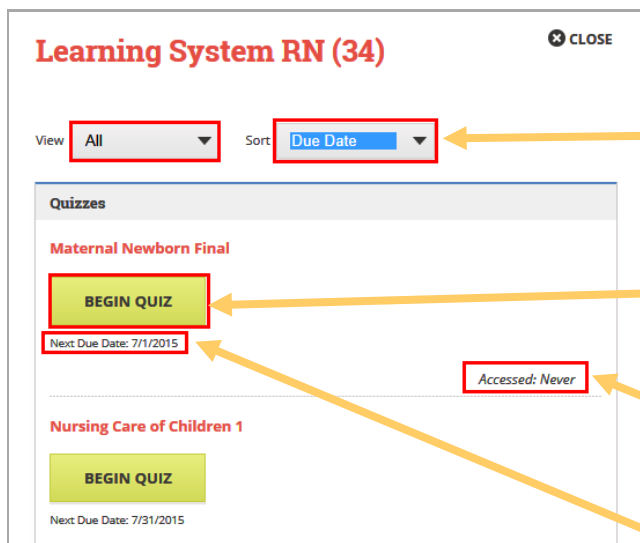 Learning System RN (34)
CLOSE
View All Sort Due Date
Quizzes
Maternal Newborn Final
BEGIN QUIZ
Next Due Date: 7/1/2015
Accessed: Never
Nursing Care of Children 1
BEGIN QUIZ
Next Due Date: 7/31/2015